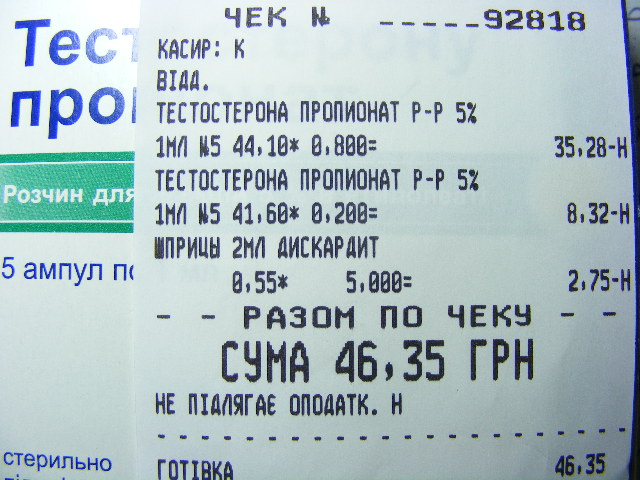 ЧЕК № _____92818
КАСИР: К
ВІДД.
ТЕСТОСТЕРОНА ПРОПИОНАТ Р-Р 5%
1МЛ №5 44,10* 0,800= 35,28-Н
ТЕСТОСТЕРОНА ПРОПИОНАТ Р-Р 5%
1МЛ №5 41,60* 0,200= 8,32-Н
ШПРИЦЫ 2МЛ ДИСКАРДИТ
0,55* 5,000= 2,75-Н
- - РАЗОМ ПО ЧЕКУ - -
СУМА 46,35 ГРН
НЕ ПІДЛЯГАЄ ОПОДАТК. Н
ГОТІВКА 46,35
Тес
про
Розчин для
5 ампул по
стерильно